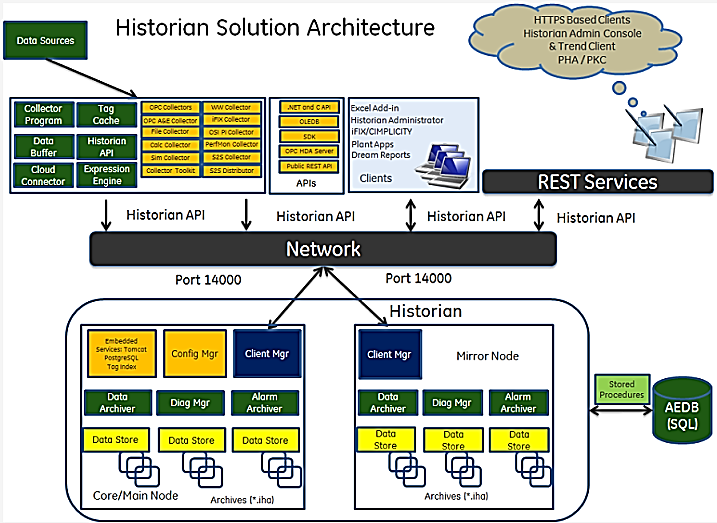 Historian Solution Architecture
Data Sources
HTTPS Based Clients
Historian Admin Console
& Trend Client
PHA / PKC
Collector
Program
Tag
Cache
Data
Buffer
Historian
API
Cloud
Connector
Expression
Engine
OPC Collectors
OPC A&E Collector
File Collector
Calc Collector
Sim Collector
Collector Toolkit
WW Collector
iFIX Collector
OSI PI Collector
PerfMon Collector
S2S Collector
S2S Distributor
.NET and C API
OLEDB
SDK
OPC HDA Server
Public REST API
APIs
Excel Add-in
Historian Administrator
iFIX/CIMPLICITY
Plant Apps
Dream Reports
Clients
REST Services
Historian API
Historian API
Historian API
Historian API
Network
Port 14000
Port 14000
Historian
Embedded
Services: Tomcat
PostgreSQL
Tag Index
Config Mgr
Client Mgr
Data
Archiver
Diag Mgr
Alarm
Archiver
Data Store
Data Store
Data Store
Core/Main Node
Archives (*.iha)
Client Mgr
Mirror Node
Data
Archiver
Diag Mgr
Alarm
Archiver
Data
Store
Data
Store
Data
Store
Archives (*.iha)
Stored
Procedures
AEDB
(SQL)